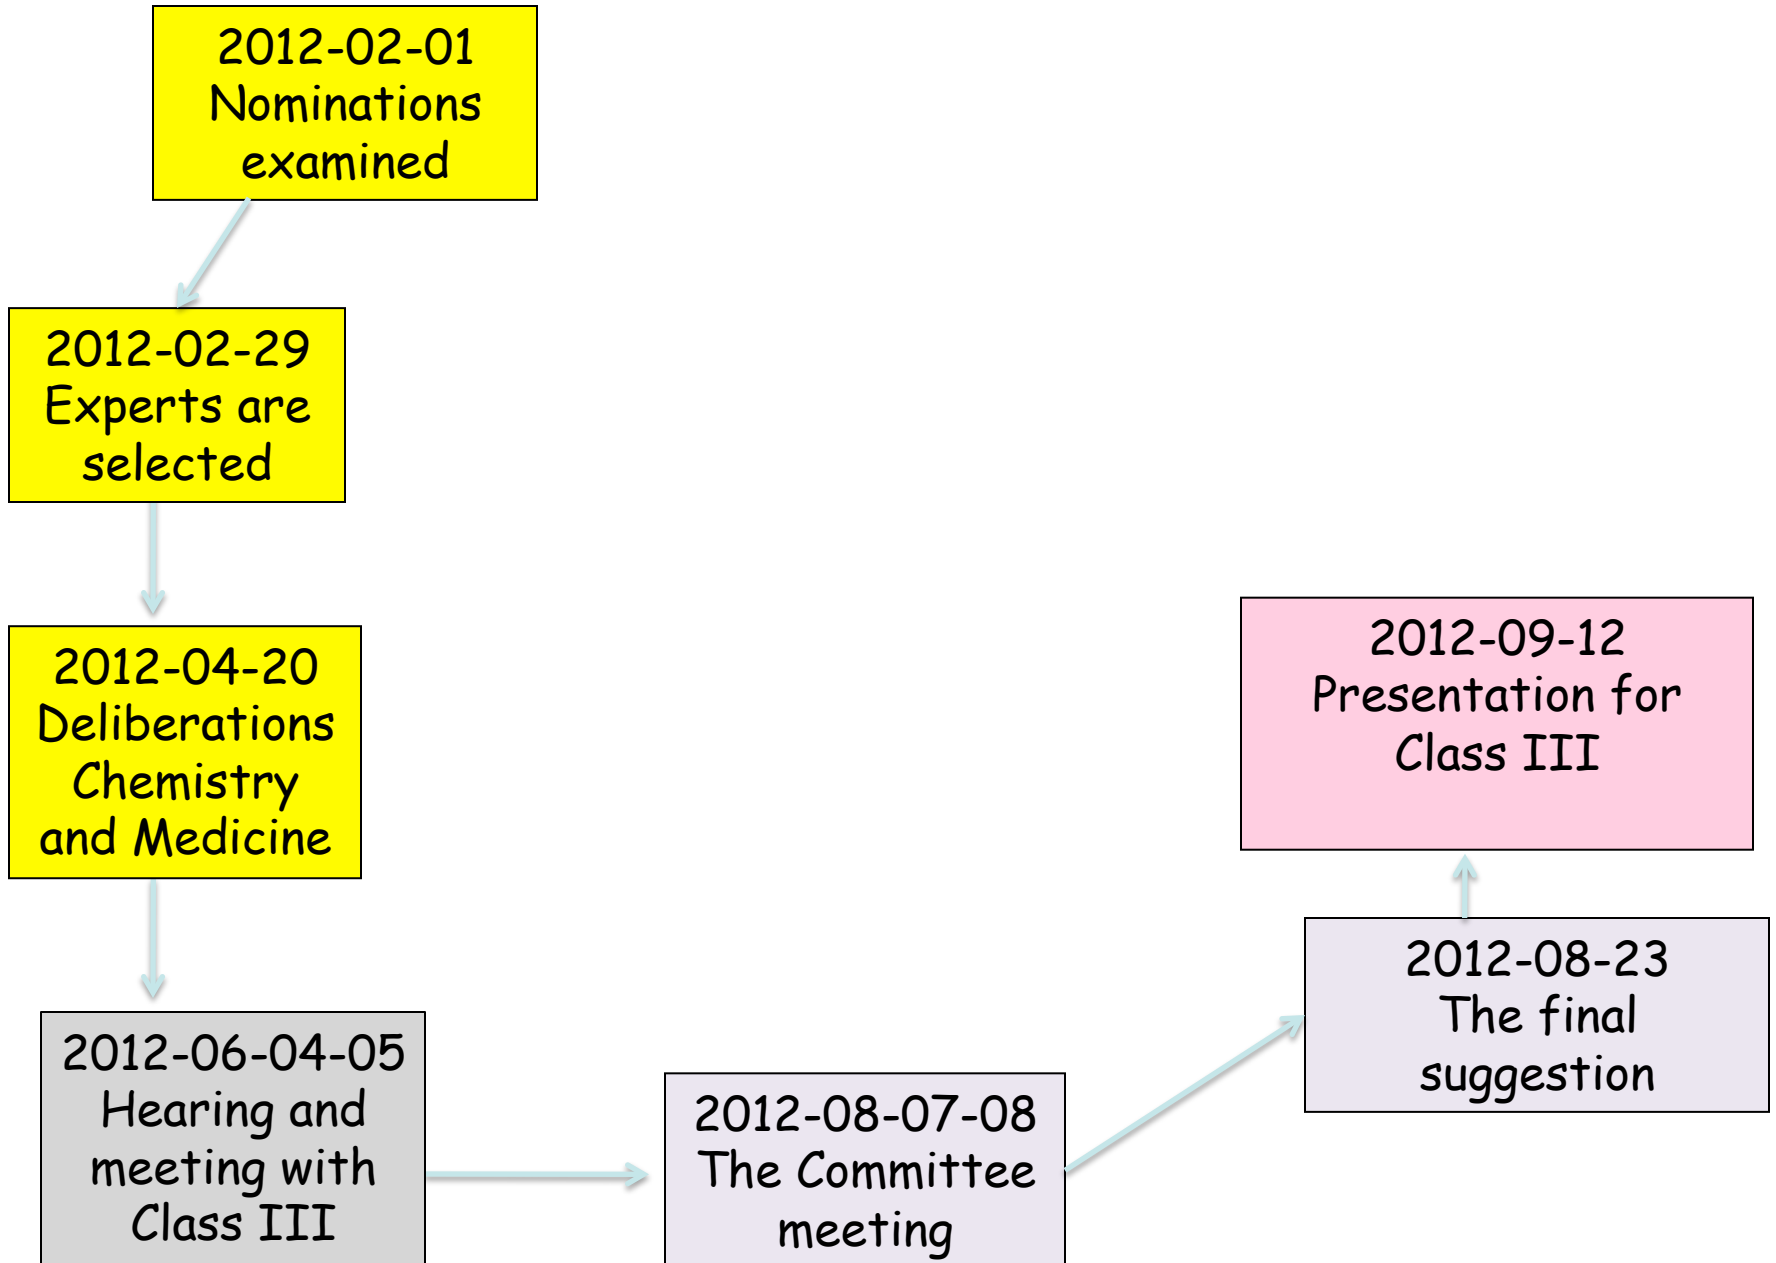 2012-02-01
Nominations
examined
2012-02-29
Experts are
selected
2012-04-20
Deliberations
Chemistry
and Medicine
2012-06-04-05
Hearing and
meeting with
Class III
2012-08-07-08
The Committee
meeting
2012-08-23
The final
suggestion
2012-09-12
Presentation for
Class III